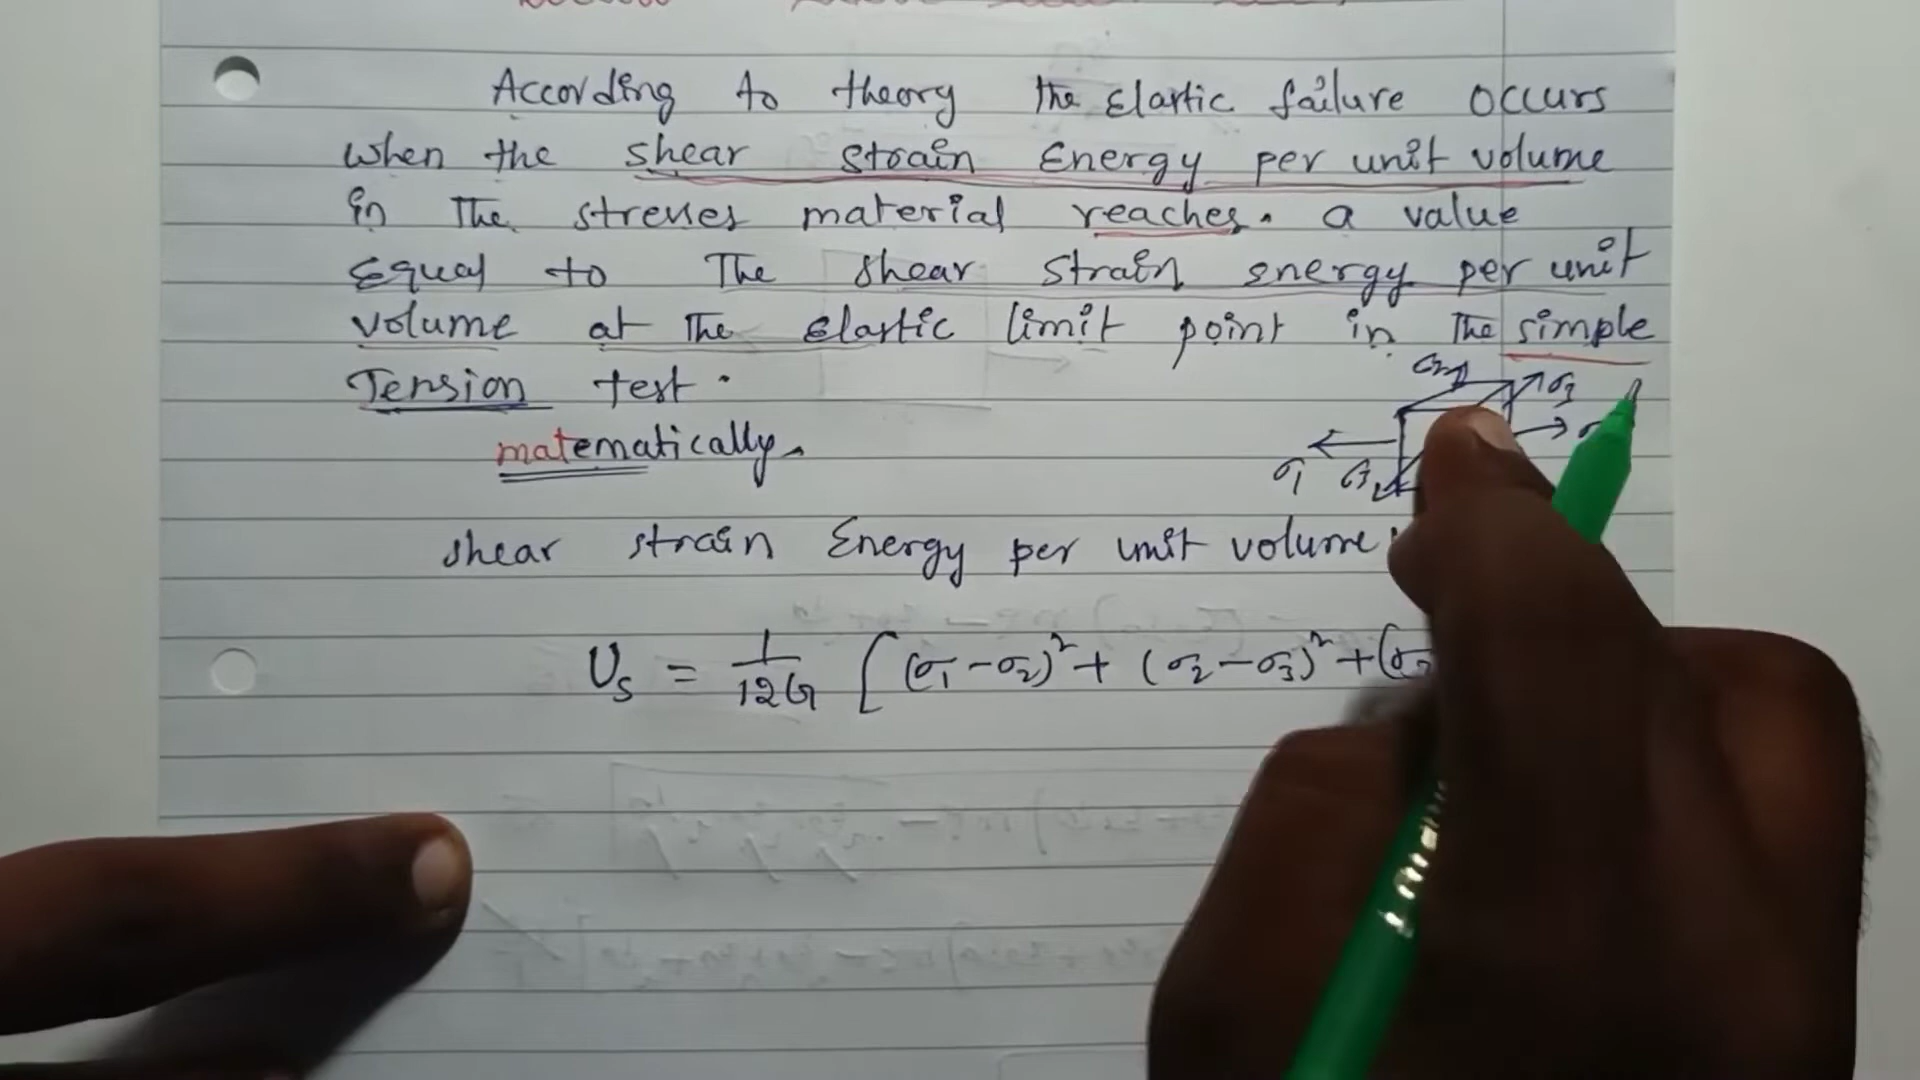 According to theory the Elastic failure occurs
when the shear strain Energy per unit volume
in The stresses material reaches. a value
Equal to The shear strain energy per unit
volume at The Elastic limit point in The simple
Tension test.
σ3
matematically.
σ1
shear strain Energy per unit volume
Us = 1/12G [(σ1-σ2)² + (σ2-σ3)² + (σ